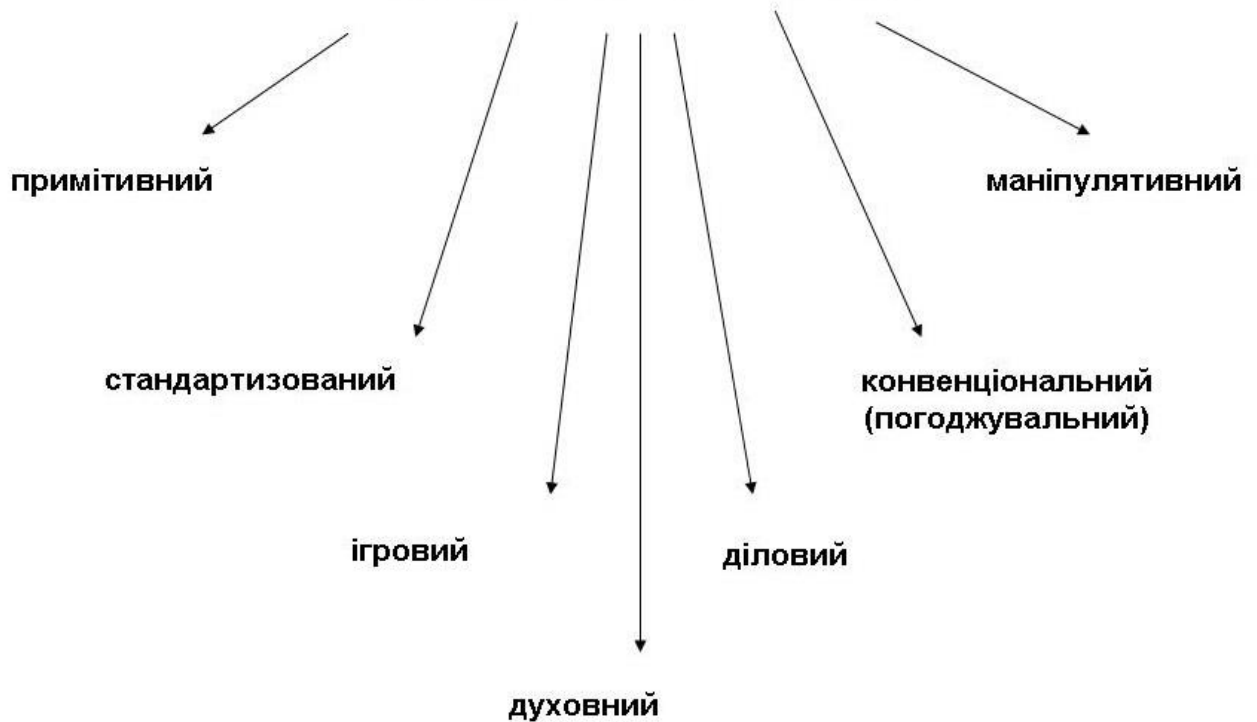 примітивний
маніпулятивний
стандартизований
конвенціональний
(погоджувальний)
ігровий
діловий
духовний